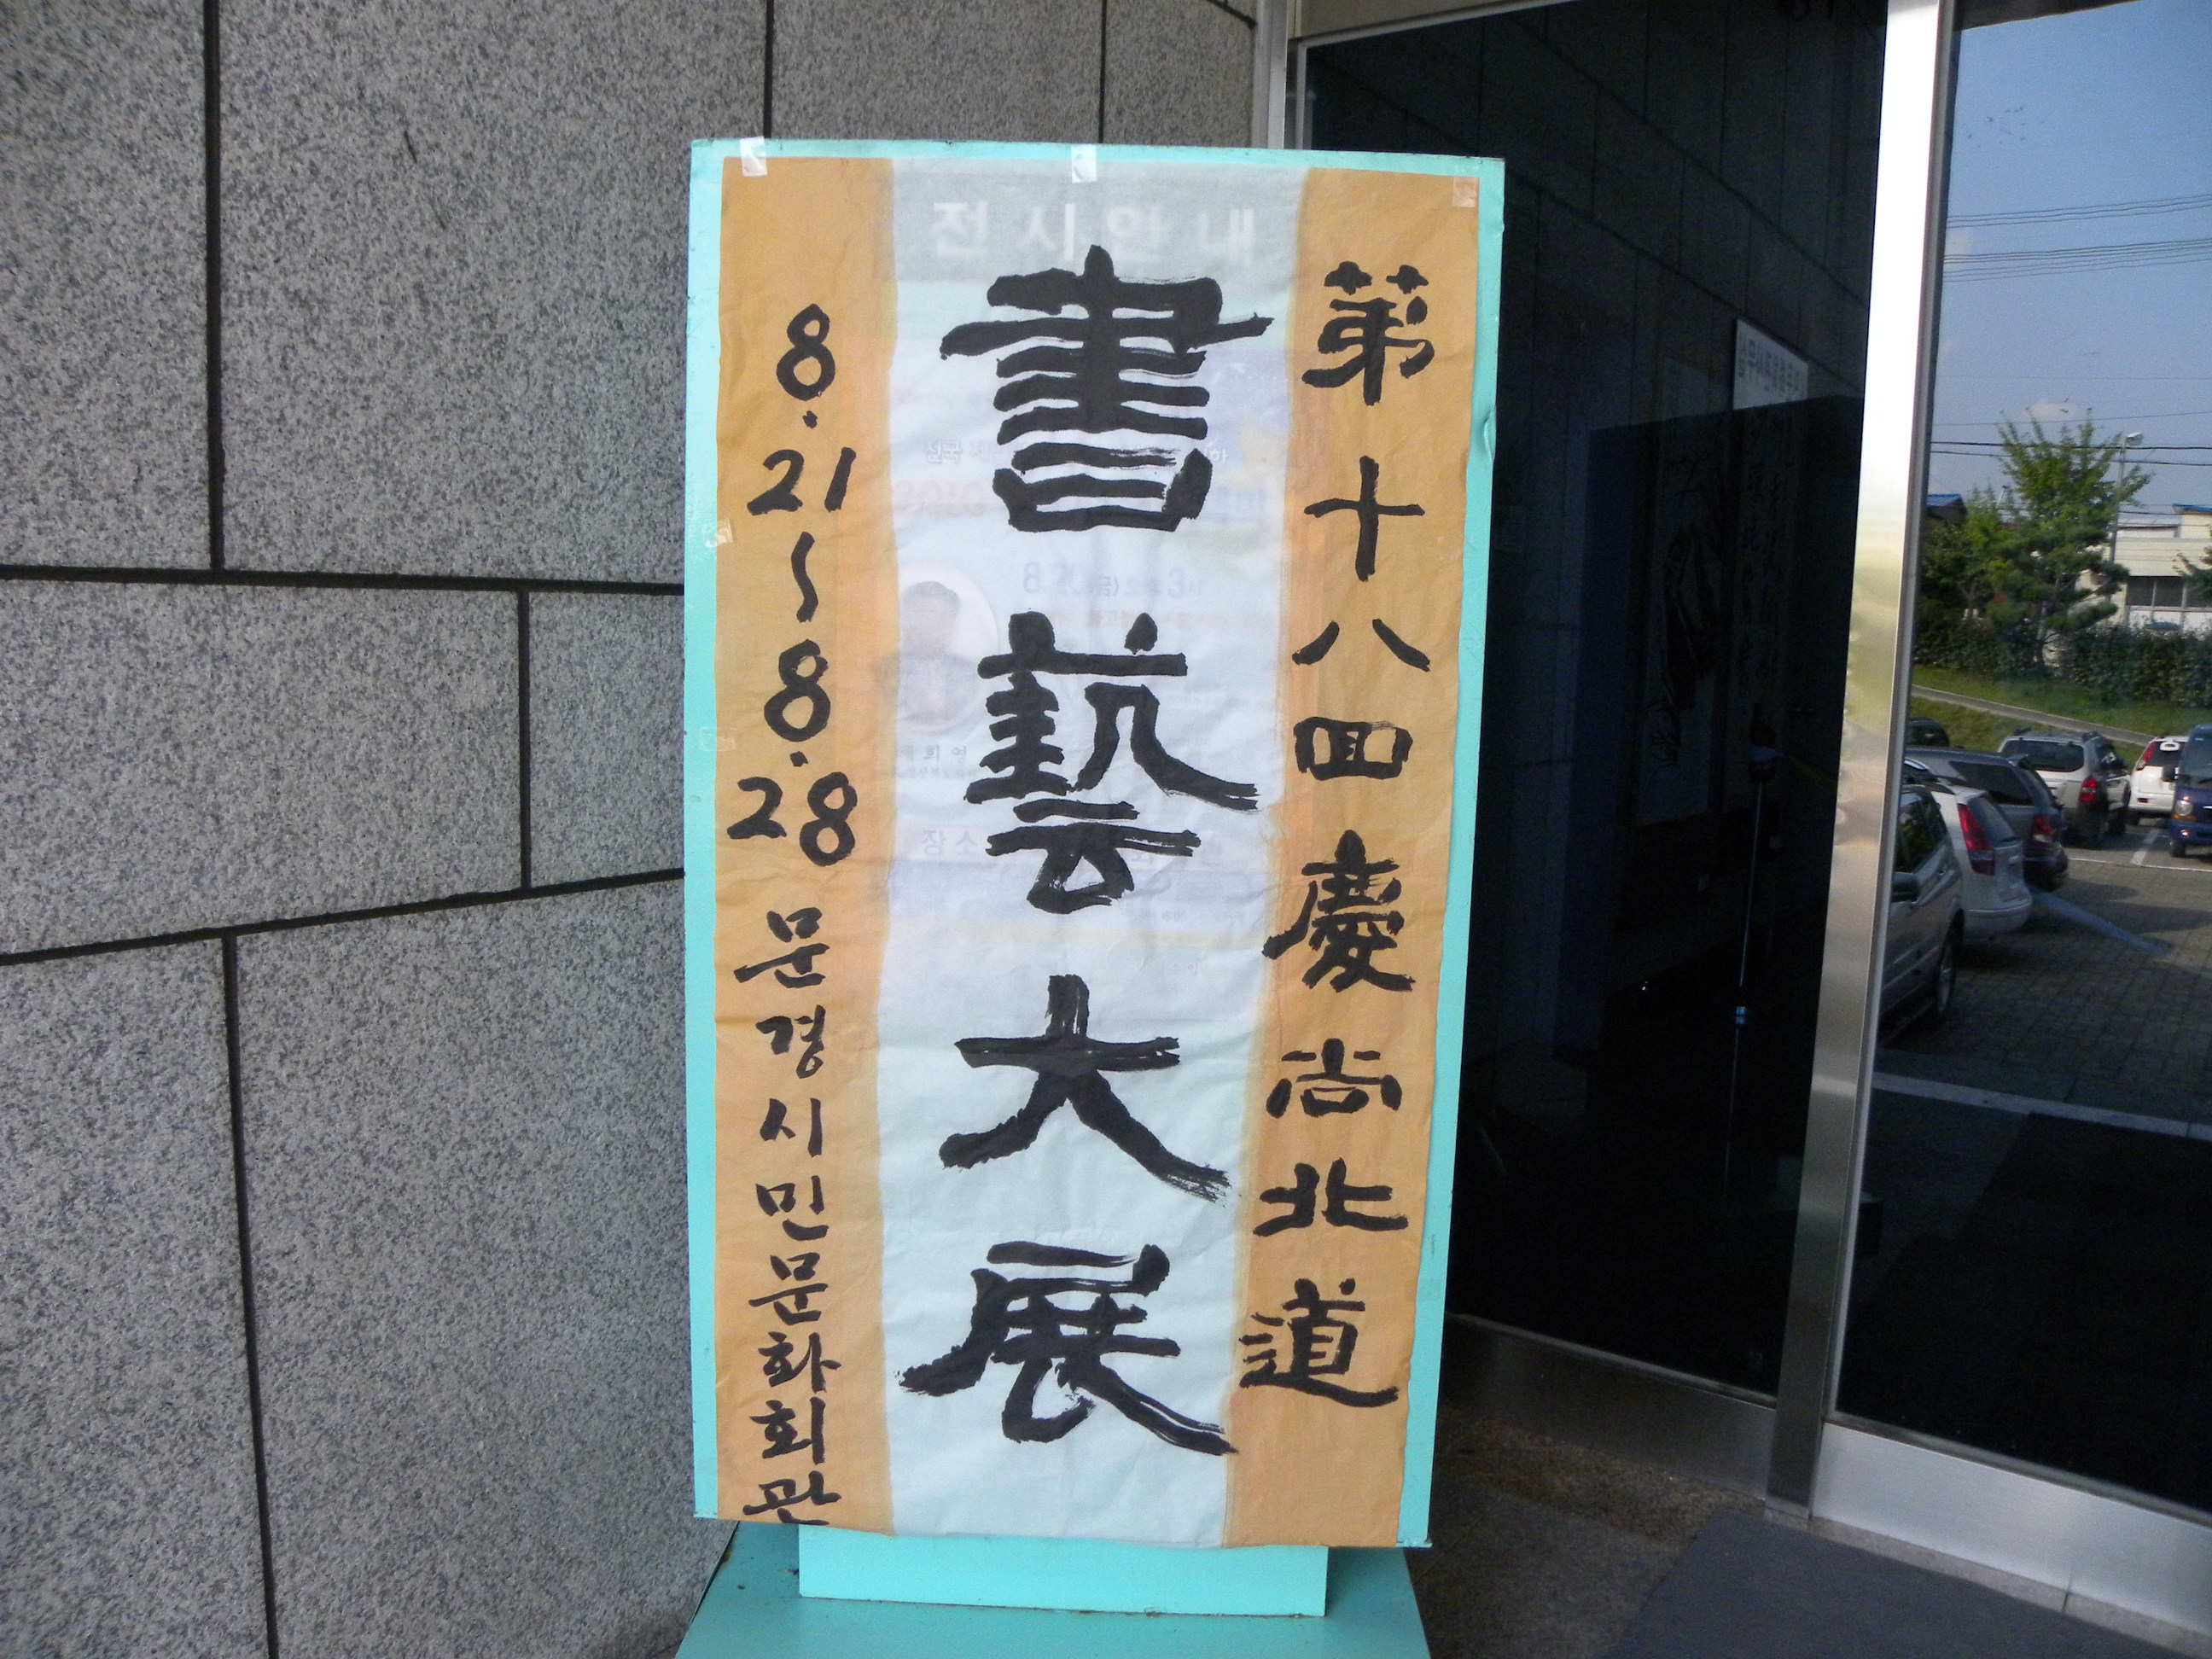 전시안내
第十八回慶尚北道
書藝大展
8.21~8.28 문경시민문화회관